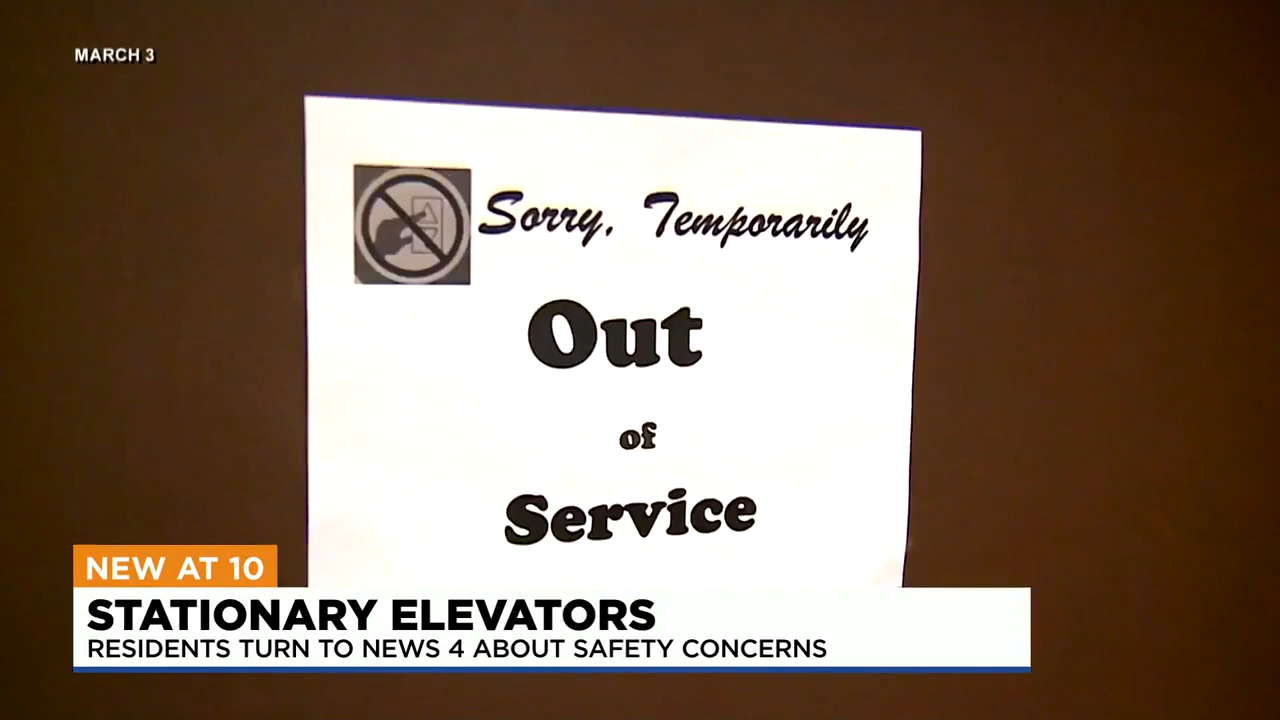 MARCH 3
Sorry, Temporarily
Out
of
Service
NEW AT 10
STATIONARY ELEVATORS
RESIDENTS TURN TO NEWS 4 ABOUT SAFETY CONCERNS